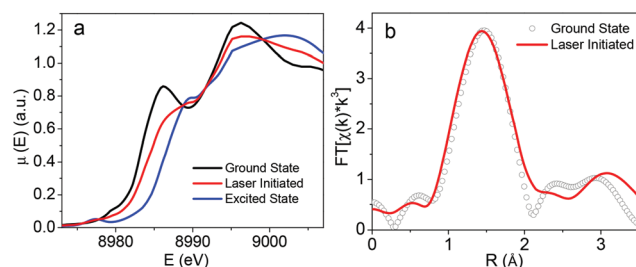 a
μ (E) (a.u.)
1.2
1.0
0.8
0.6
0.4
0.2
0.0
Ground State
Laser Initiated
Excited State
8980
8990
9000
E (eV)
b
FT[χ(k)*k³]
4
3
2
1
0
Ground State
Laser Initiated
0
1
2
3
R (Å)